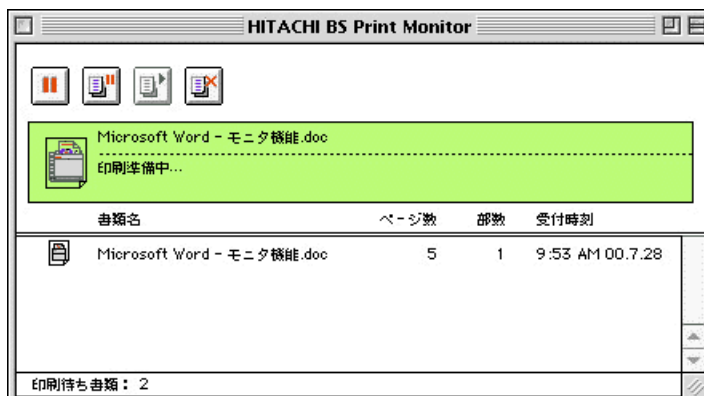 HITACHI BS Print Monitor
Microsoft Word - モニタ機能.doc
印刷準備中...
書類名 ページ数 部数 受付時刻
Microsoft Word - モニタ機能.doc 5 1 9:53 AM 00.7.28
印刷待ち書類： 2